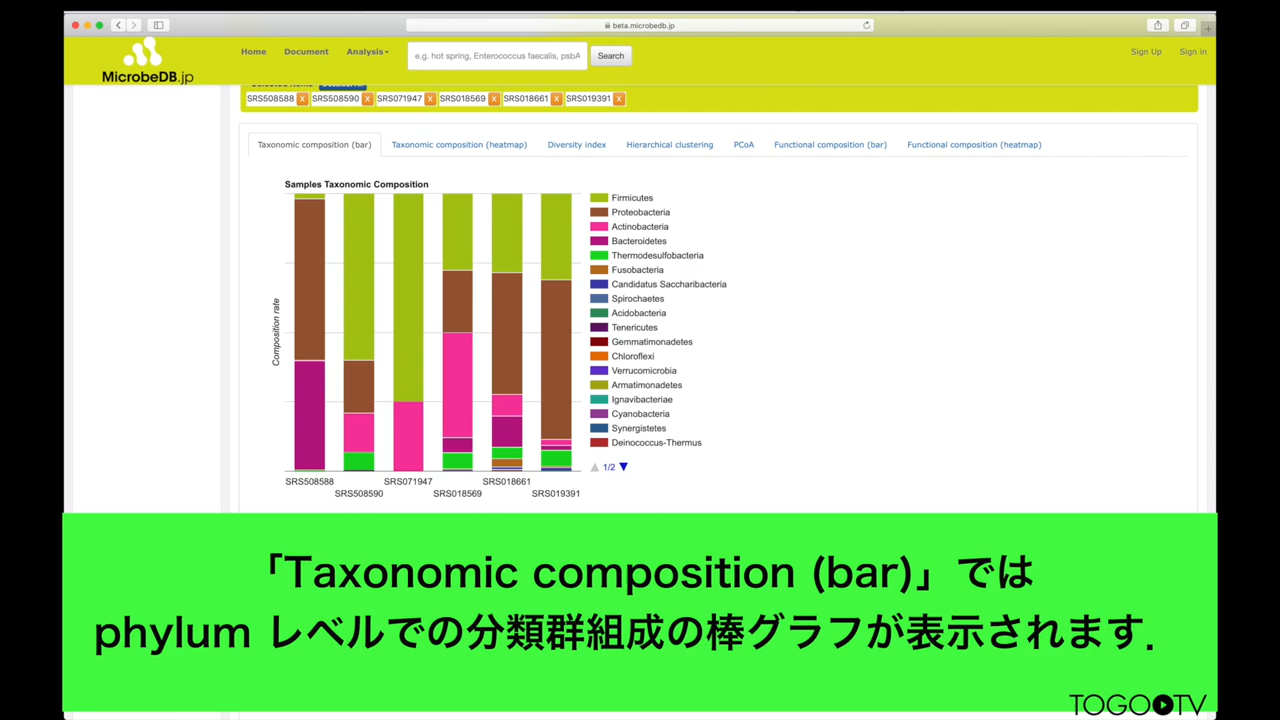 beta.microbedb.jp
MicrobeDB.jp
Home Document Analysis e.g. hot spring, Enterococcus faecalis, psbA Search Sign Up Sign in
SRS508588 x SRS508590 x SRS071947 x SRS018569 x SRS018661 x SRS019391 x
Taxonomic composition (bar) Taxonomic composition (heatmap) Diversity index Hierarchical clustering PCoA Functional composition (bar) Functional composition (heatmap)
Samples Taxonomic Composition
Composition rate
Firmicutes
Proteobacteria
Actinobacteria
Bacteroidetes
Thermodesulfobacteria
Fusobacteria
Candidatus Saccharibacteria
Spirochaetes
Acidobacteria
Tenericutes
Gemmatimonadetes
Chloroflexi
Verrucomicrobia
Armatimonadetes
Ignavibacteriae
Cyanobacteria
Synergistetes
Deinococcus-Thermus
1/2
SRS508588 SRS071947 SRS018661
SRS508590 SRS018569 SRS019391
「Taxonomic composition (bar)」では
phylum レベルでの分類群組成の棒グラフが表示されます.
TOGO TV